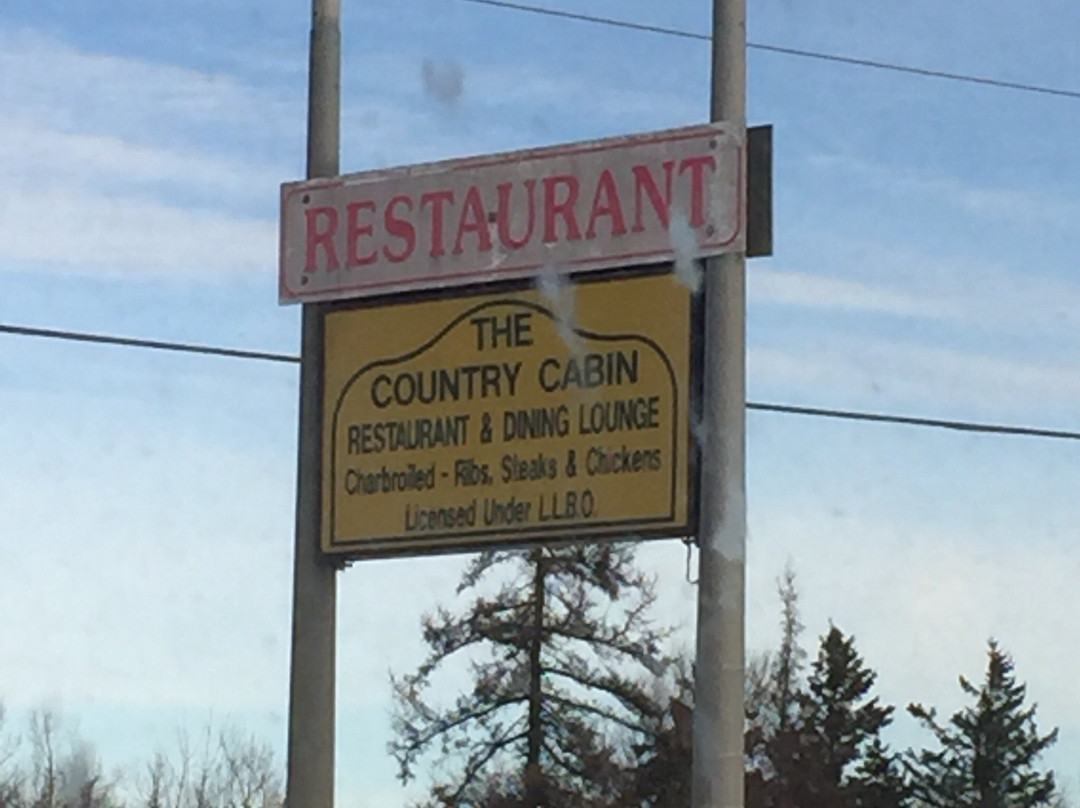 RESTAURANT
THE
COUNTRY CABIN
RESTAURANT & DINING LOUNGE
Charbroiled - Ribs, Steaks & Chickens
Licensed Under L.L.B.O.